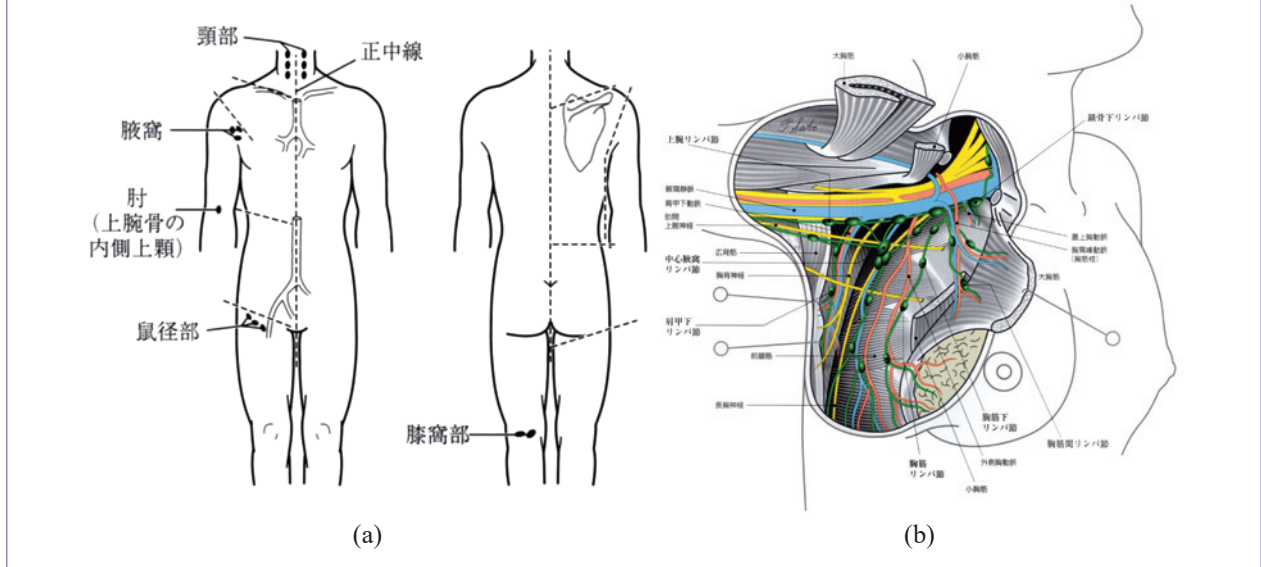 頸部
正中線
腋窩
肘
(上腕骨の
内側上顆)
鼠径部
膝窩部
(a)
大胸筋
小胸筋
鎖骨下リンパ節
上腕リンパ節
腋窩静脈
肩甲下動脈
肋間
上腕神経
広背筋
中心腋窩
リンパ節
胸背神経
肩甲下
リンパ節
前鋸筋
長胸神経
最上胸動脈
胸肩峰動脈
(胸筋枝)
大胸筋
胸筋下
リンパ節
胸筋間リンパ節
胸筋
リンパ節
外側胸動脈
小胸筋
(b)